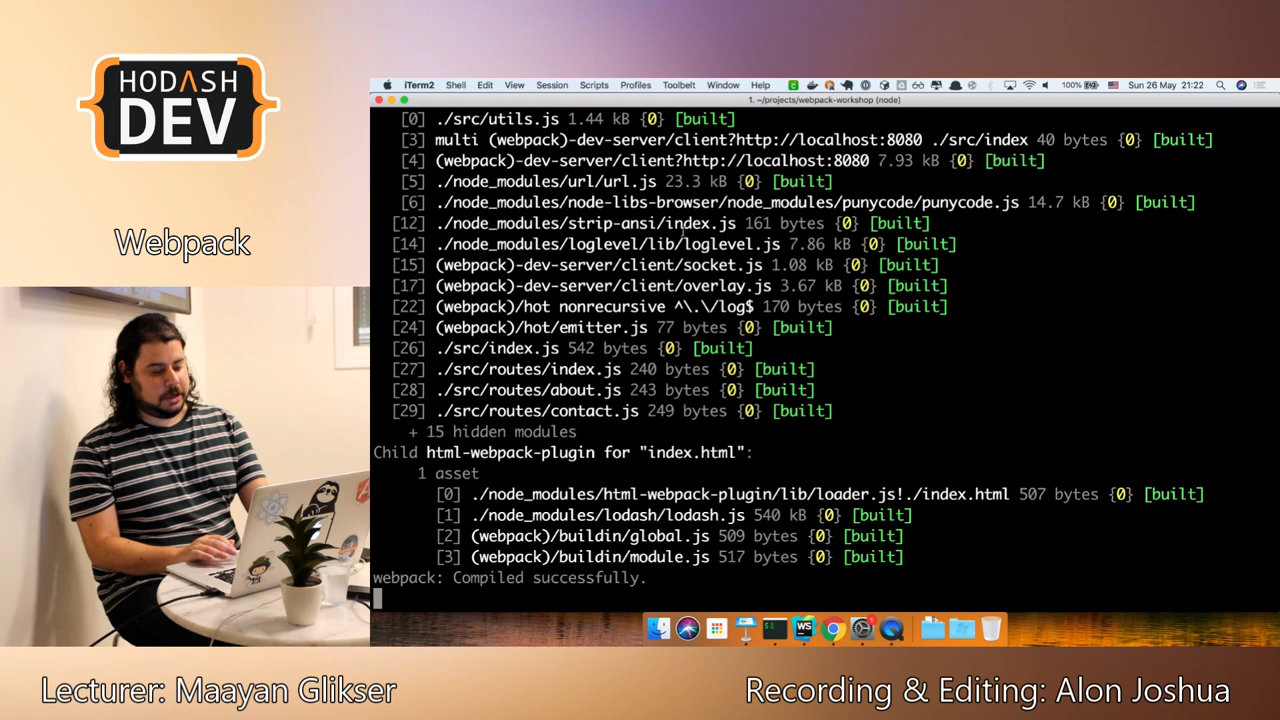 HODASH
DEV
Webpack
iTerm2 Shell Edit View Session Scripts Profiles Toolbelt Window Help 100% Sun 26 May 21:22
1. ~/projects/webpack-workshop (node)
[0] ./src/utils.js 1.44 kB {0} [built]
[3] multi (webpack)-dev-server/client?http://localhost:8080 ./src/index 40 bytes {0} [built]
[4] (webpack)-dev-server/client?http://localhost:8080 7.93 kB {0} [built]
[5] ./node_modules/url/url.js 23.3 kB {0} [built]
[6] ./node_modules/node-libs-browser/node_modules/punycode/punycode.js 14.7 kB {0} [built]
[12] ./node_modules/strip-ansi/index.js 161 bytes {0} [built]
[14] ./node_modules/loglevel/lib/loglevel.js 7.86 kB {0} [built]
[15] (webpack)-dev-server/client/socket.js 1.08 kB {0} [built]
[17] (webpack)-dev-server/client/overlay.js 3.67 kB {0} [built]
[22] (webpack)/hot nonrecursive ^\.\/log$ 170 bytes {0} [built]
[24] (webpack)/hot/emitter.js 77 bytes {0} [built]
[26] ./src/index.js 542 bytes {0} [built]
[27] ./src/routes/index.js 240 bytes {0} [built]
[28] ./src/routes/about.js 243 bytes {0} [built]
[29] ./src/routes/contact.js 249 bytes {0} [built]
+ 15 hidden modules
Child html-webpack-plugin for "index.html":
1 asset
[0] ./node_modules/html-webpack-plugin/lib/loader.js!./index.html 507 bytes {0} [built]
[1] ./node_modules/lodash/lodash.js 540 kB {0} [built]
[2] (webpack)/buildin/global.js 509 bytes {0} [built]
[3] (webpack)/buildin/module.js 517 bytes {0} [built]
webpack: Compiled successfully.
WS
Lecturer: Maayan Glikser
Recording & Editing: Alon Joshua